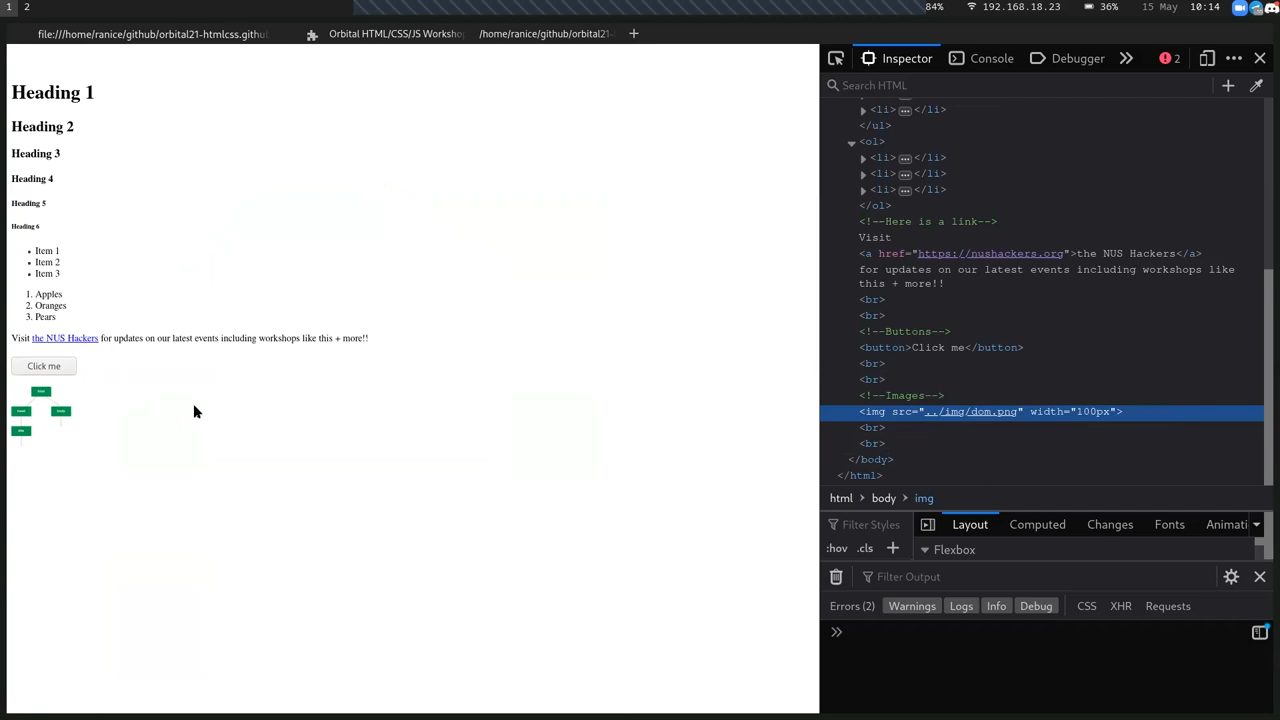 1 2 84% 192.168.18.23 36% 15 May 10:14
file:///home/ranice/github/orbital21-htmlcss.githu Orbital HTML/CSS/JS Worksho /home/ranice/github/orbital21-
Inspector Console Debugger 2
Search HTML
<li> </li>
</ul>
<ol>
<li> </li>
<li> </li>
<li> </li>
</ol>
<!--Here is a link-->
Visit
<a href="https://nushackers.org">the NUS Hackers</a>
for updates on our latest events including workshops like
this + more!!
<br>
<br>
<!--Buttons-->
<button>Click me</button>
<br>
<br>
<!--Images-->
<img src="../img/dom.png" width="100px">
<br>
<br>
</body>
</html>
html body img
Filter Styles Layout Computed Changes Fonts Animati
:hov .cls + Flexbox
Filter Output
Errors (2) Warnings Logs Info Debug CSS XHR Requests
Heading 1
Heading 2
Heading 3
Heading 4
Heading 5
Heading 6
• Item 1
• Item 2
• Item 3
1. Apples
2. Oranges
3. Pears
Visit the NUS Hackers for updates on our latest events including workshops like this + more!!
Click me